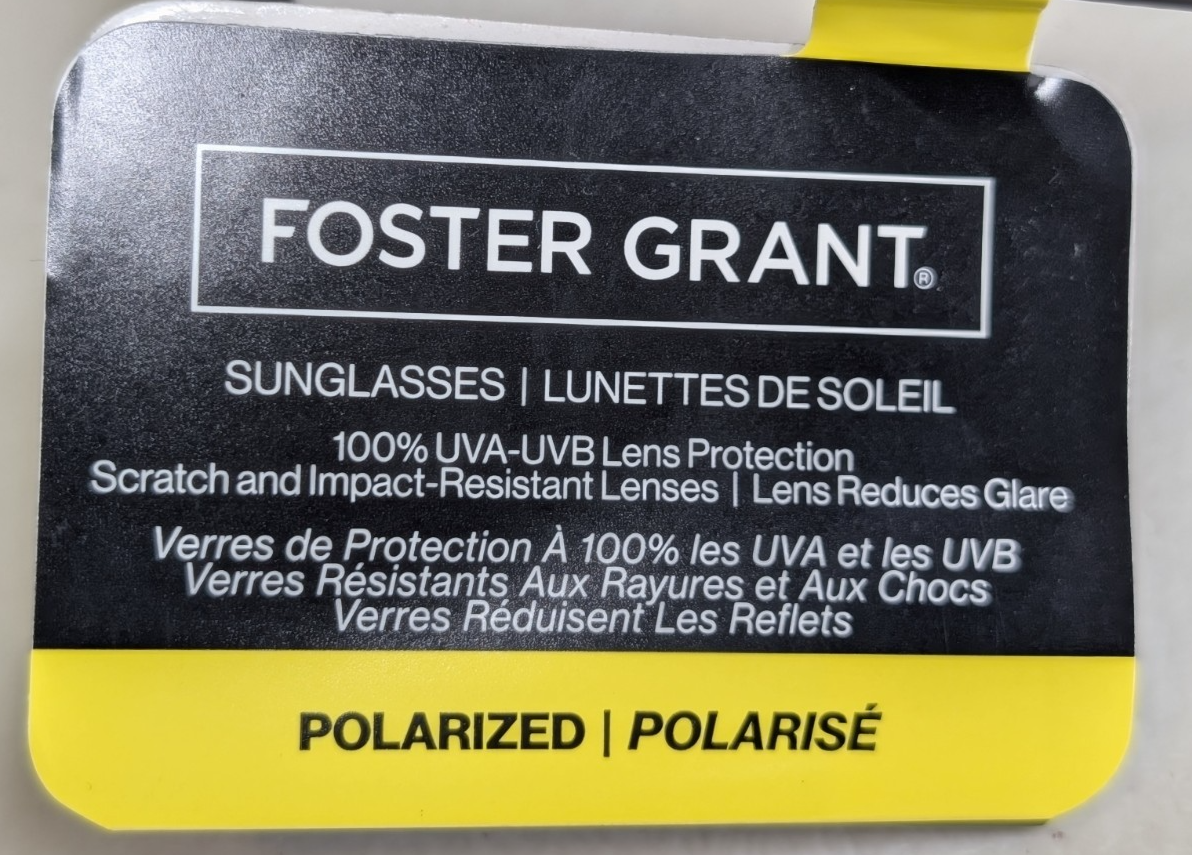 FOSTER GRANT®
SUNGLASSES | LUNETTES DE SOLEIL
100% UVA-UVB Lens Protection
Scratch and Impact-Resistant Lenses | Lens Reduces Glare
Verres de Protection À 100% les UVA et les UVB
Verres Résistants Aux Rayures et Aux Chocs
Verres Réduisent Les Reflets
POLARIZED | POLARISÉ